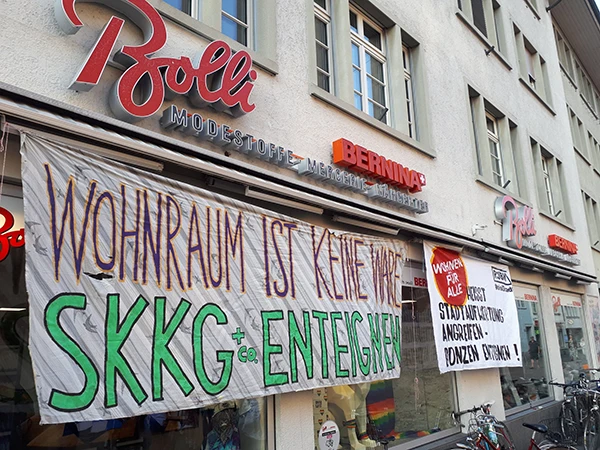 Bolli
MODESTOFFE MERCERIE
BERNINA
Bolli
BERNINA
WOHNRAUM IST KEINE WARE
SKKG + CO. ENTEIGNEN
WOHNEN
FÜR
ALLE
STADTAUFWERTUNG
ANGREIFEN -
BONZEN ENTEIGNEN !